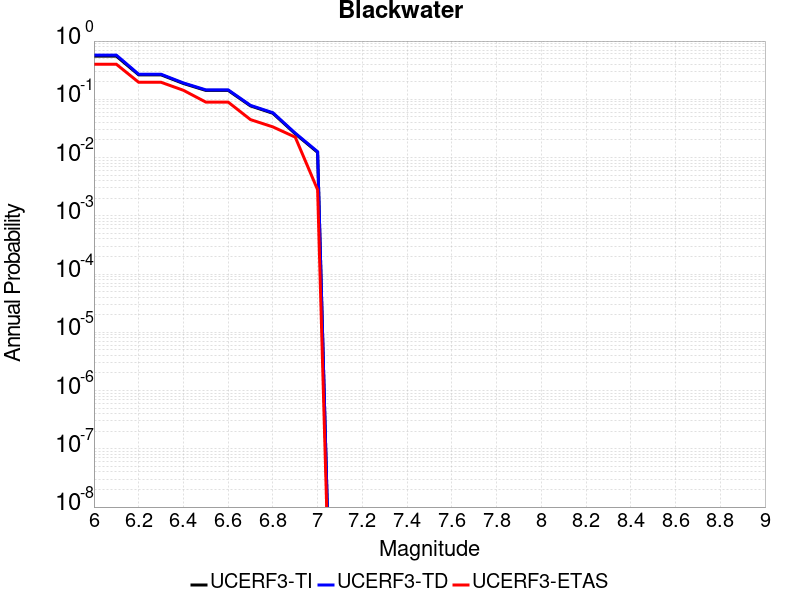 Blackwater
10^0
10^-1
10^-2
10^-3
10^-4
10^-5
10^-6
10^-7
10^-8
Annual Probability
6 6.2 6.4 6.6 6.8 7 7.2 7.4 7.6 7.8 8 8.2 8.4 8.6 8.8 9
Magnitude
UCERF3-TI UCERF3-TD UCERF3-ETAS